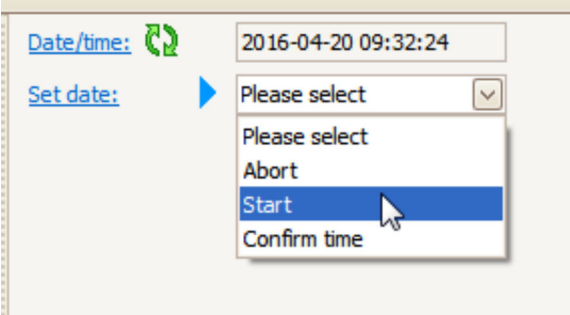 Date/time: 2016-04-20 09:32:24
Set date: Please select
Please select
Abort
Start
Confirm time